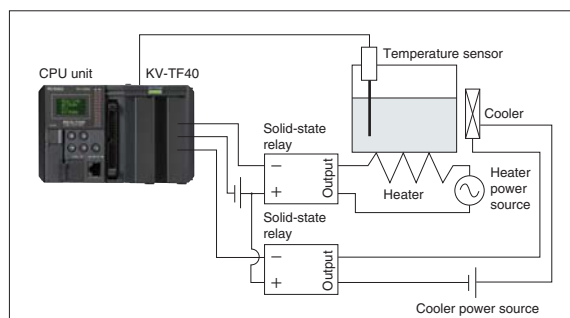 Temperature sensor
CPU unit
KV-TF40
Cooler
Solid-state
relay
−
+
Output
Heater
Heater
power
source
Solid-state
relay
−
+
Output
Cooler power source